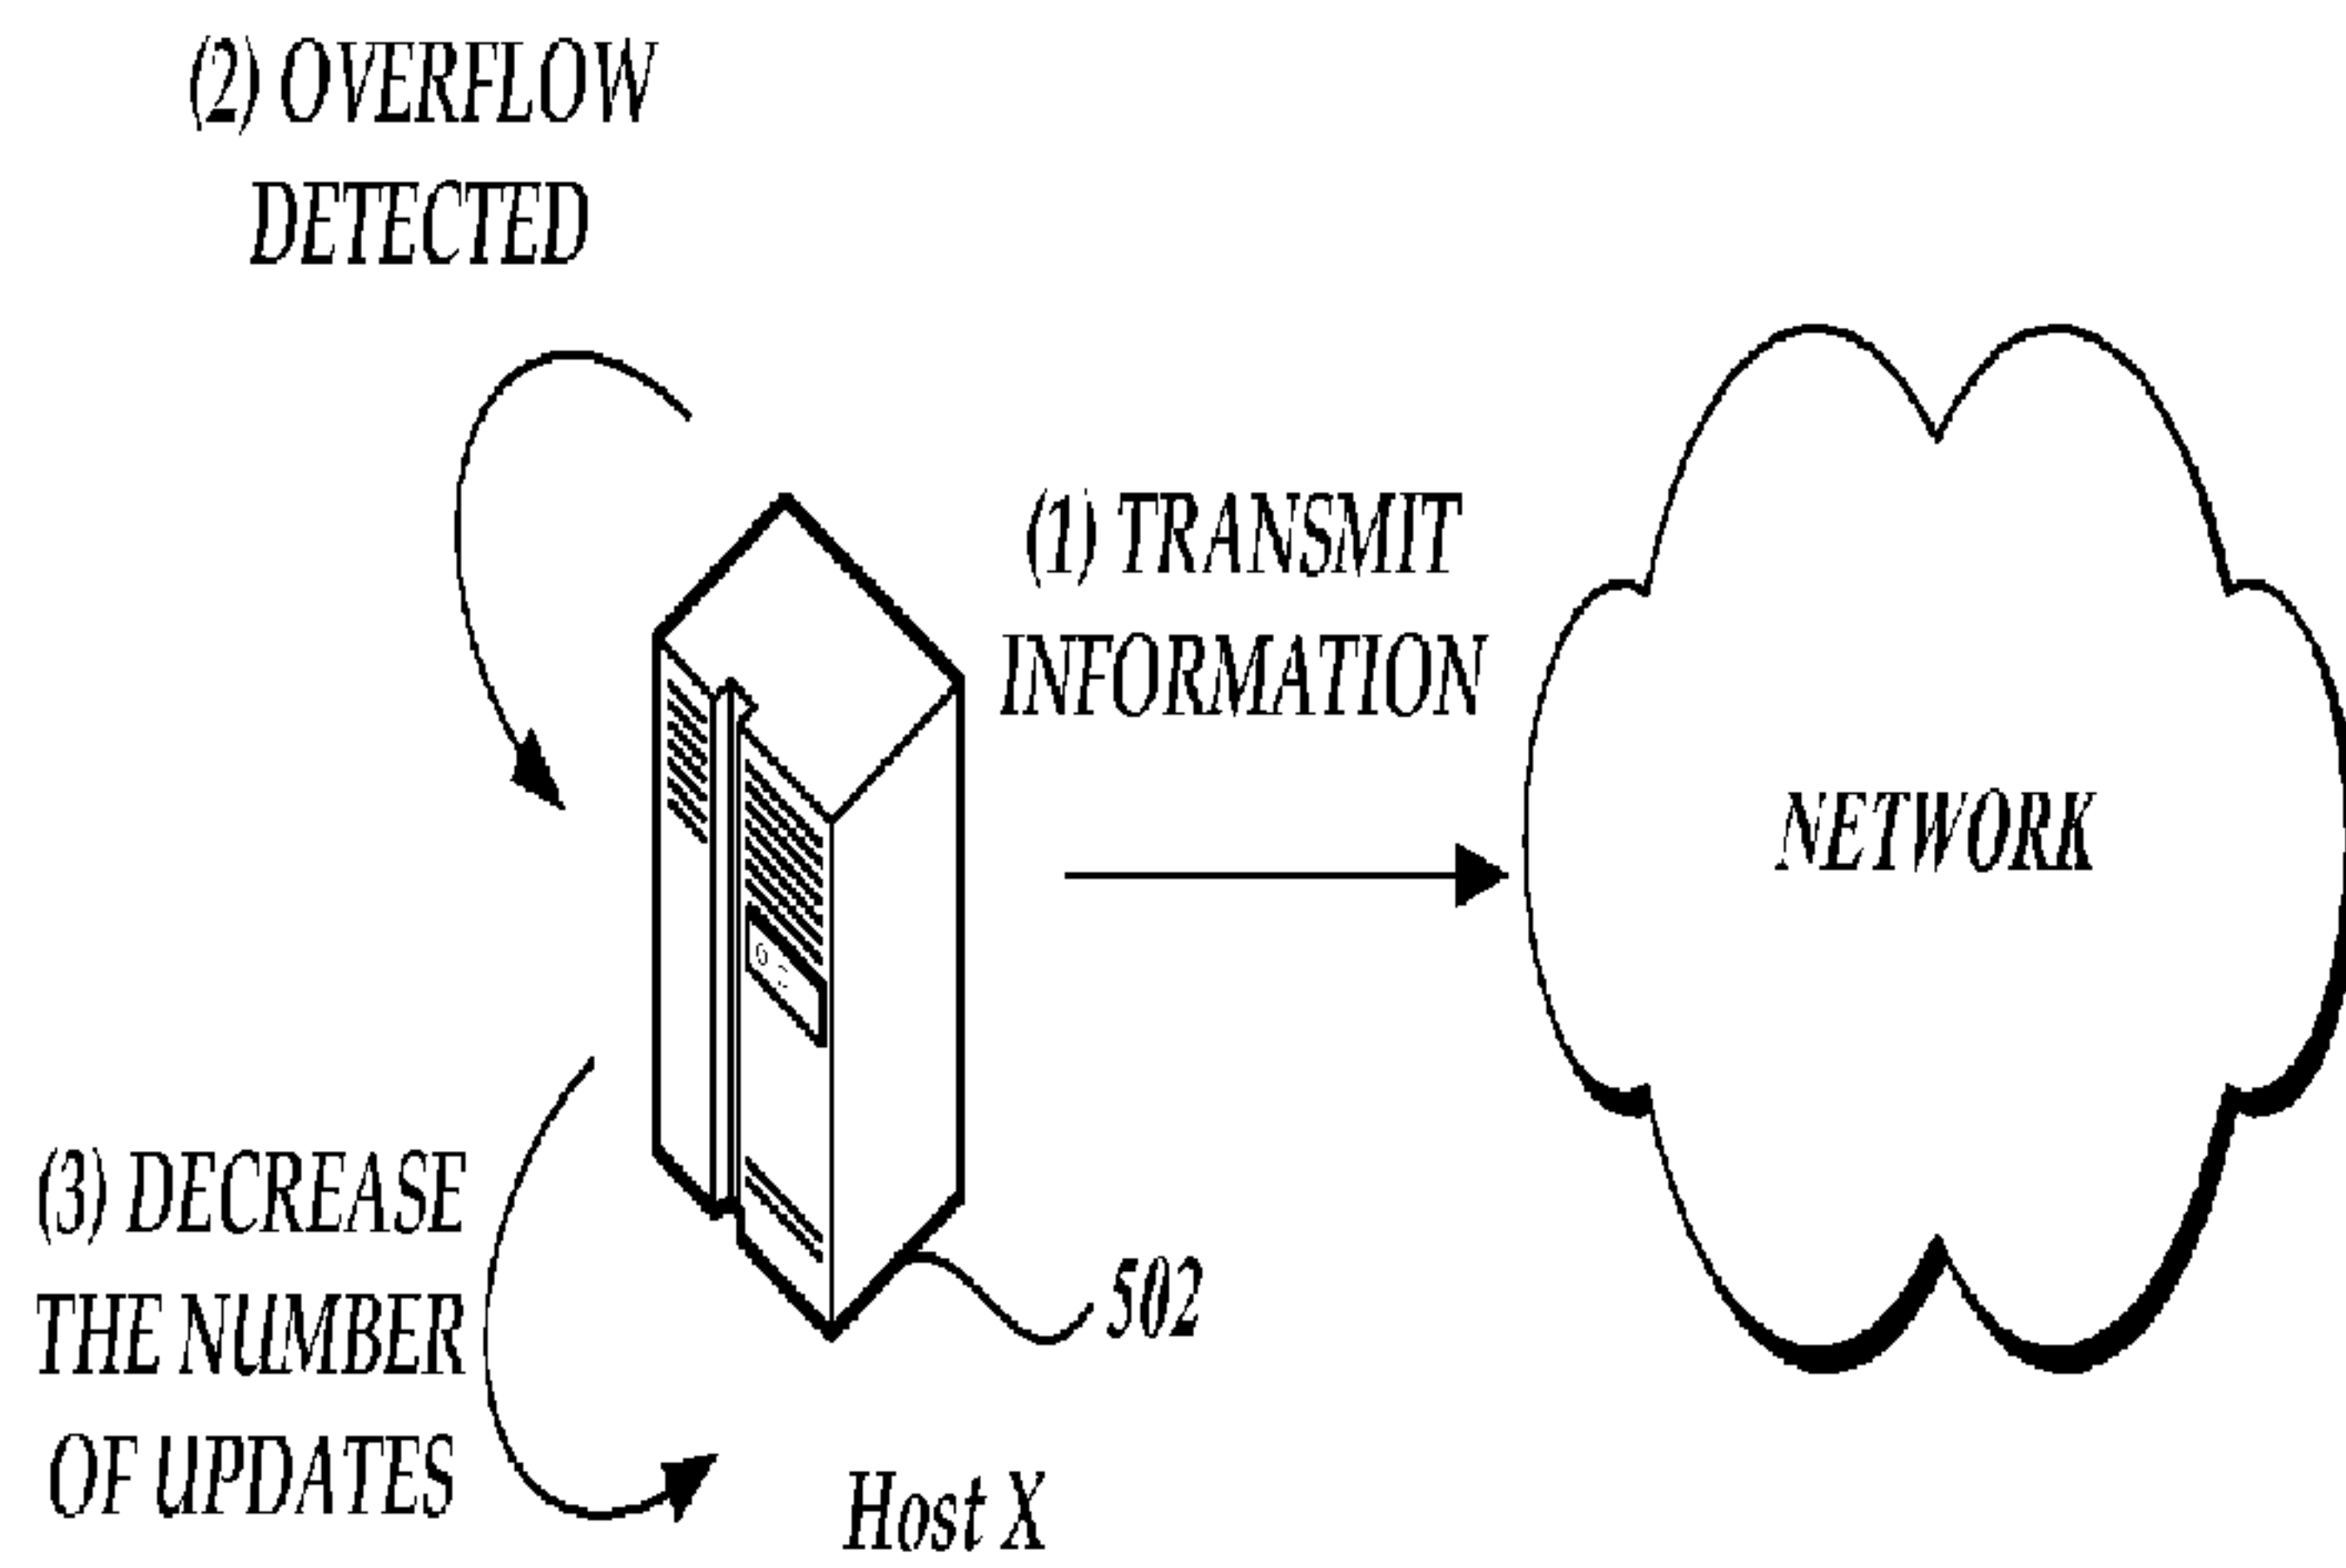 (2) OVERFLOW
DETECTED
(1) TRANSMIT
INFORMATION
NETWORK
(3) DECREASE
THE NUMBER
OF UPDATES
502
Host X